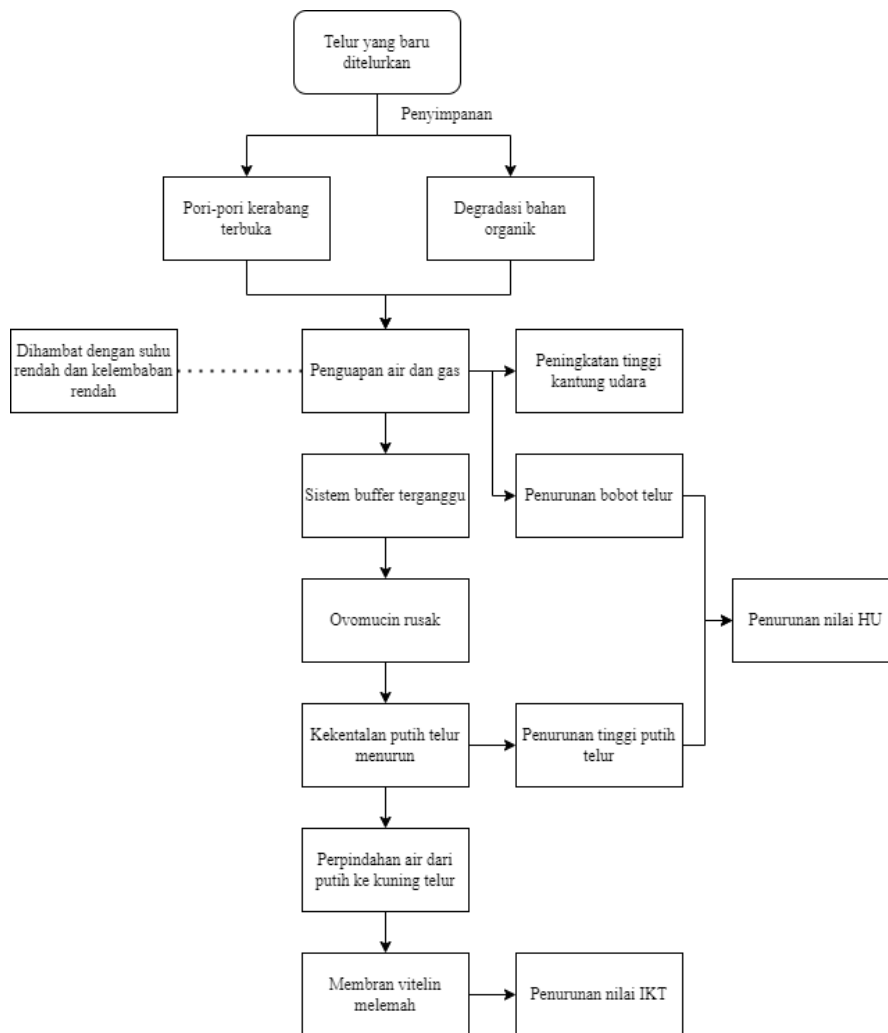 Telur yang baru
ditelurkan
Penyimpanan
Pori-pori kerabang
terbuka
Degradasi bahan
organik
Dihambat dengan suhu
rendah dan kelembaban
rendah
Penguapan air dan gas
Peningkatan tinggi
kantung udara
Sistem buffer terganggu
Penurunan bobot telur
Ovomucin rusak
Penurunan nilai HU
Kekentalan putih telur
menurun
Penurunan tinggi putih
telur
Perpindahan air dari
putih ke kuning telur
Membran vitelin
melemah
Penurunan nilai IKT